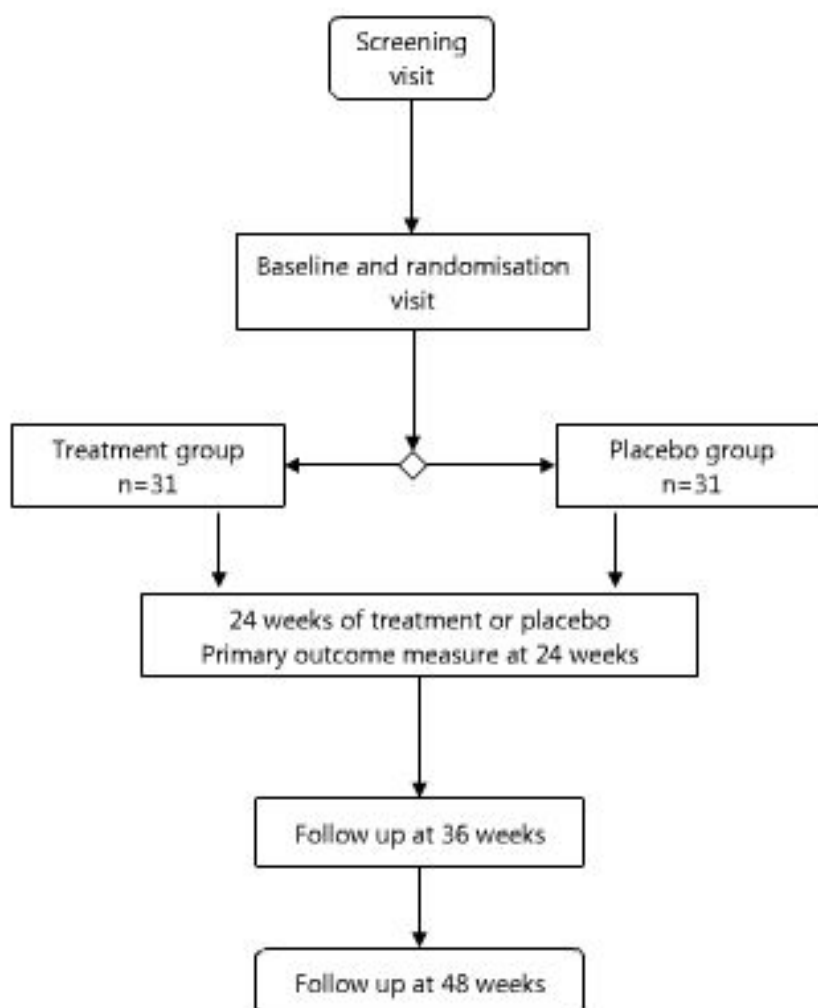 Screening
visit
Baseline and randomisation
visit
Treatment group
n=31
Placebo group
n=31
24 weeks of treatment or placebo
Primary outcome measure at 24 weeks
Follow up at 36 weeks
Follow up at 48 weeks